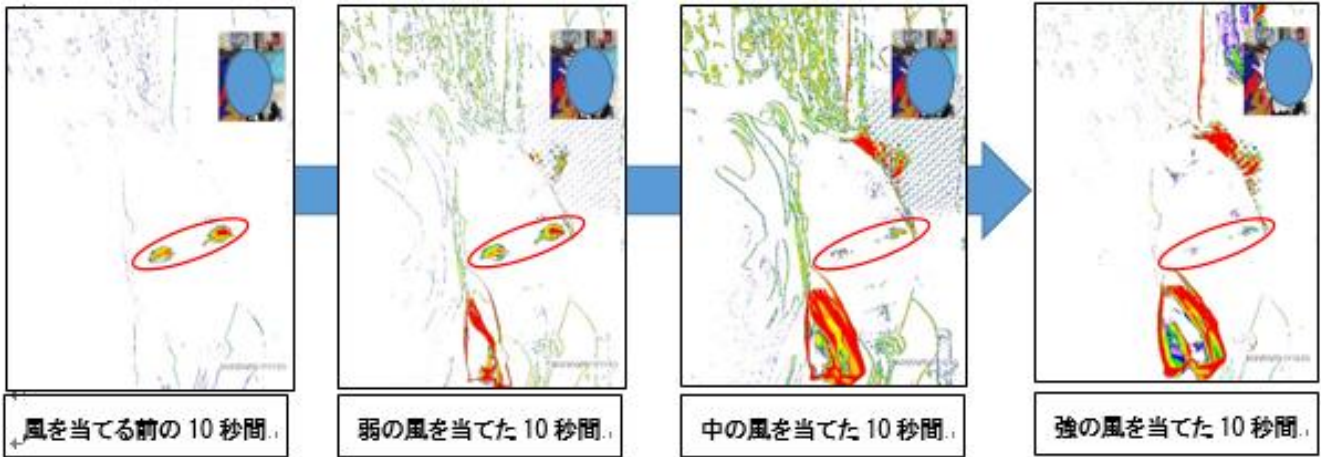 風を当てる前の 10 秒間
弱の風を当てた 10 秒間
中の風を当てた 10 秒間
強の風を当てた 10 秒間